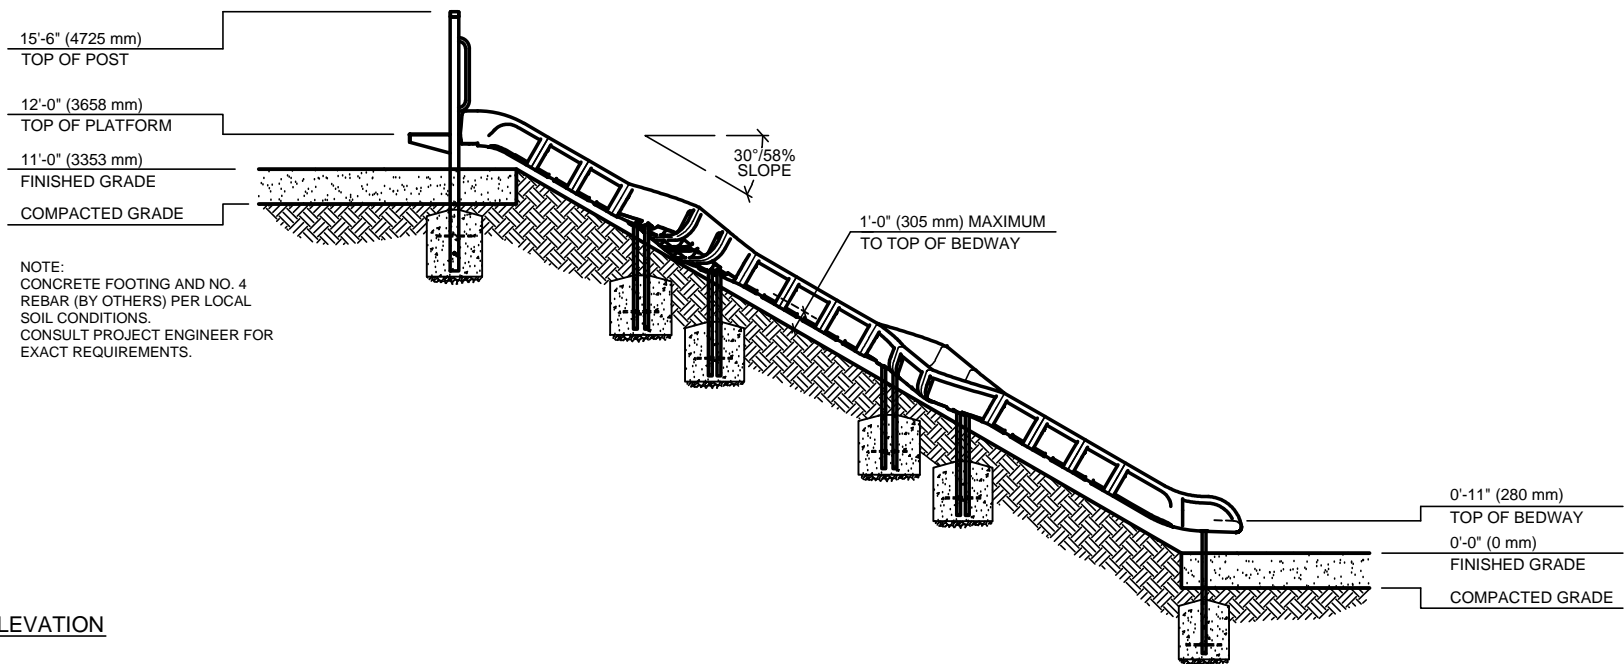 15'-6" (4725 mm)
TOP OF POST
12'-0" (3658 mm)
TOP OF PLATFORM
11'-0" (3353 mm)
FINISHED GRADE
COMPACTED GRADE
NOTE:
CONCRETE FOOTING AND NO. 4
REBAR (BY OTHERS) PER LOCAL
SOIL CONDITIONS.
CONSULT PROJECT ENGINEER FOR
EXACT REQUIREMENTS.
30°/58%
SLOPE
1'-0" (305 mm) MAXIMUM
TO TOP OF BEDWAY
0'-11" (280 mm)
TOP OF BEDWAY
0'-0" (0 mm)
FINISHED GRADE
COMPACTED GRADE
LEVATION